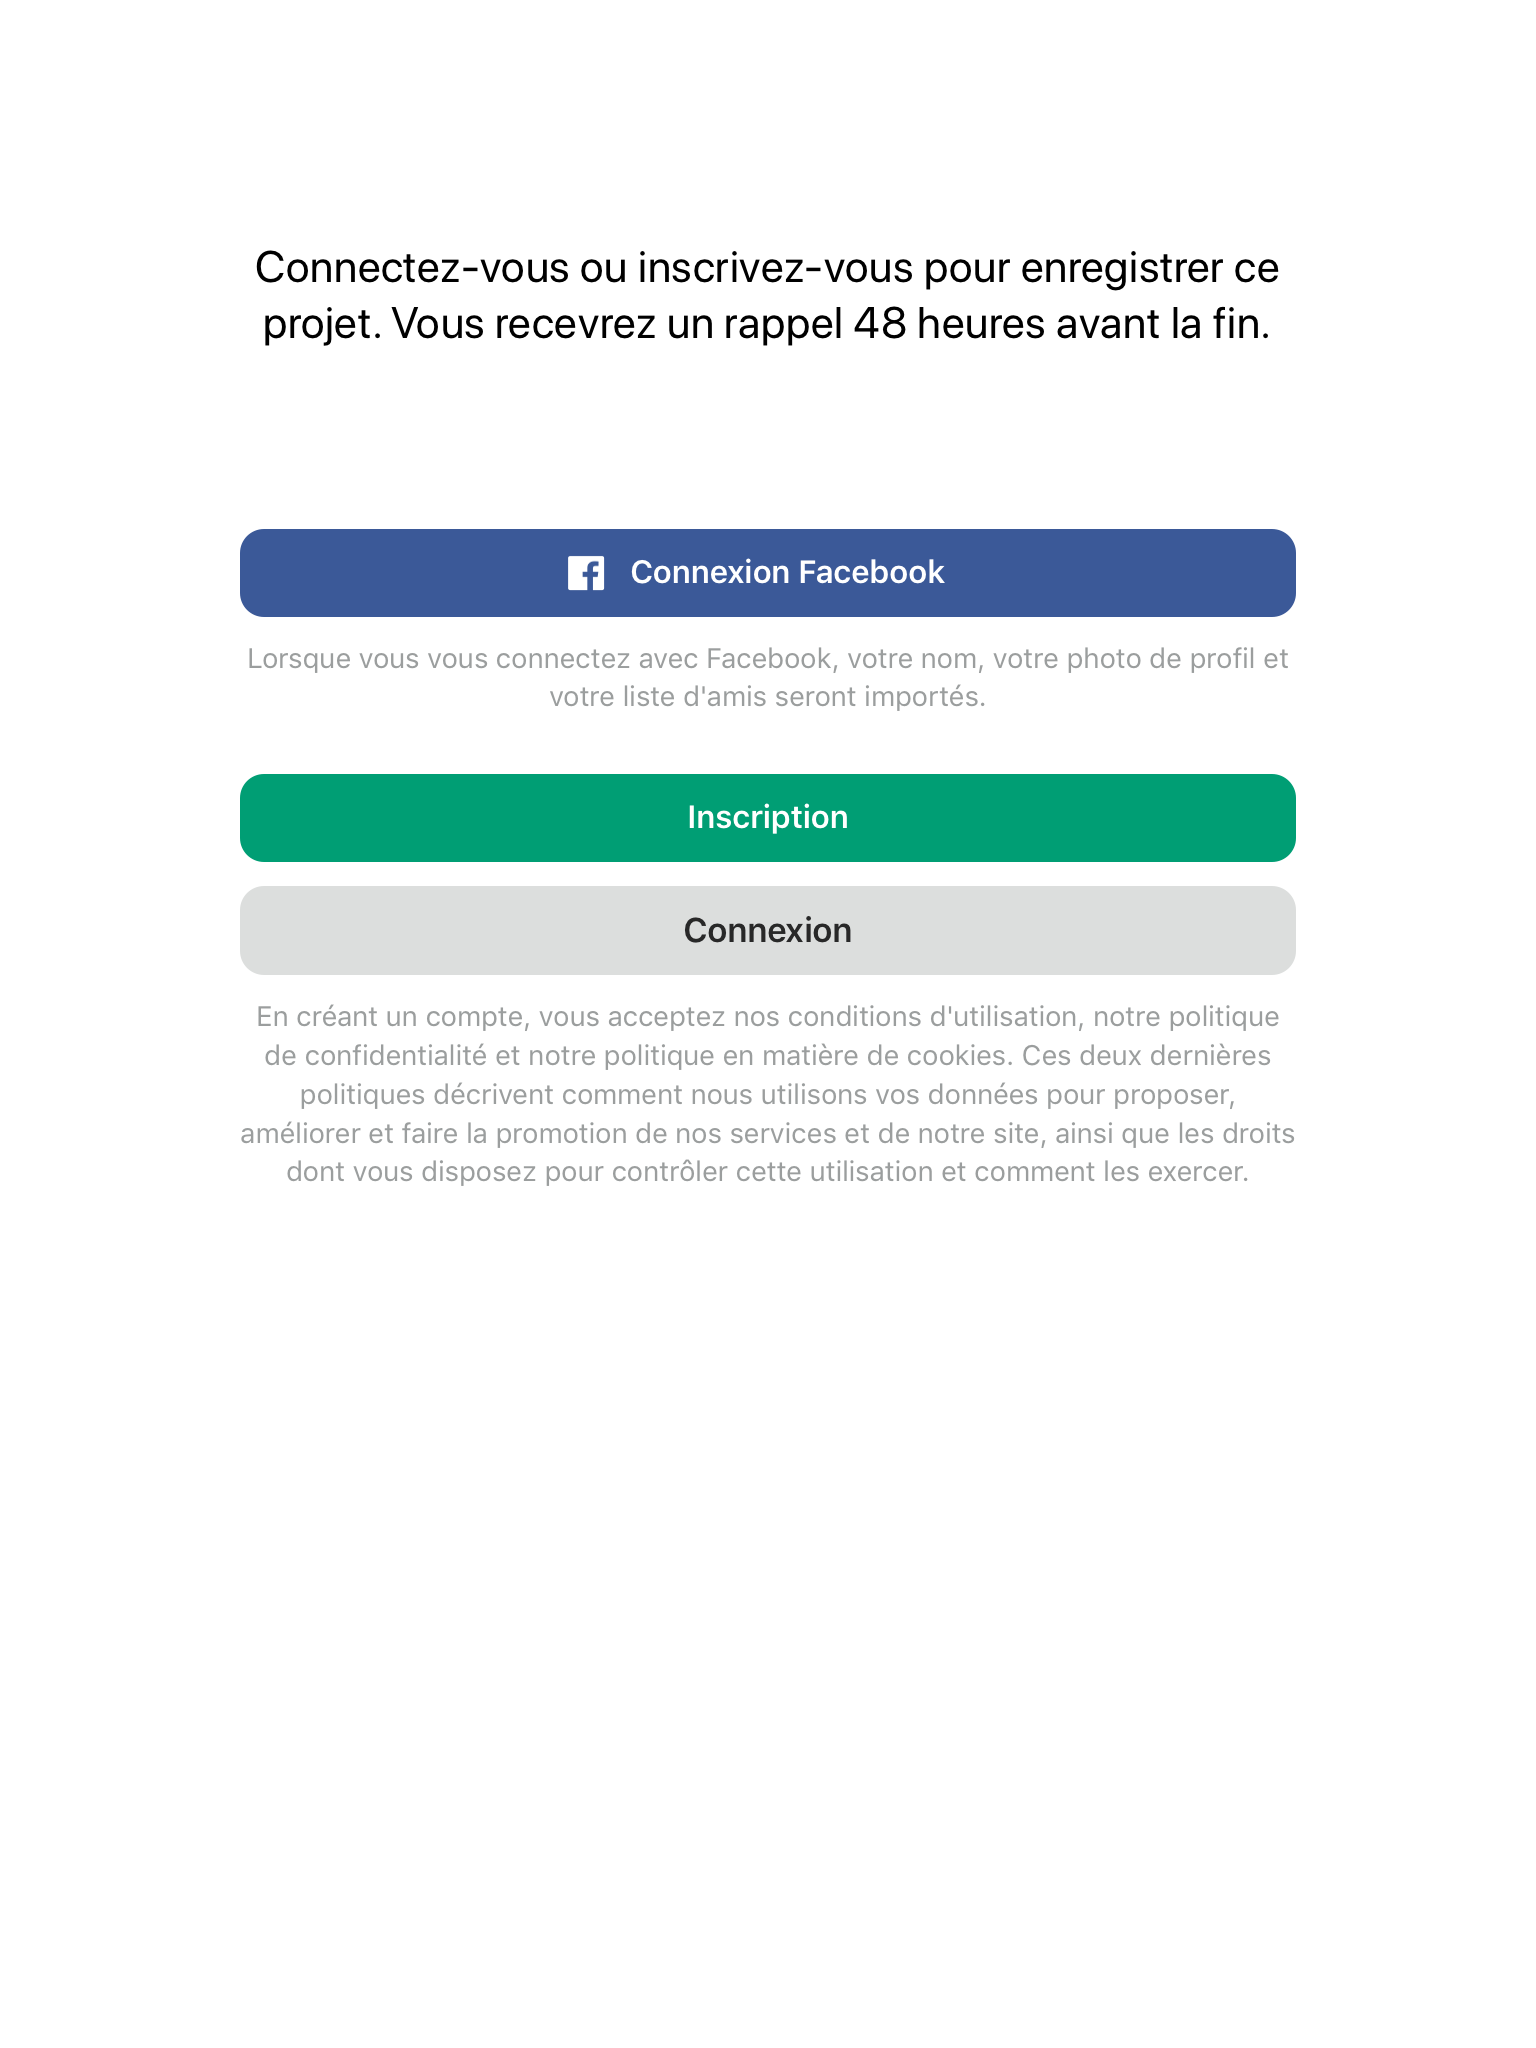 Connectez-vous ou inscrivez-vous pour enregistrer ce
projet. Vous recevrez un rappel 48 heures avant la fin.
Connexion Facebook
Lorsque vous vous connectez avec Facebook, votre nom, votre photo de profil et
votre liste d'amis seront importés.
Inscription
Connexion
En créant un compte, vous acceptez nos conditions d'utilisation, notre politique
de confidentialité et notre politique en matière de cookies. Ces deux dernières
politiques décrivent comment nous utilisons vos données pour proposer,
améliorer et faire la promotion de nos services et de notre site, ainsi que les droits
dont vous disposez pour contrôler cette utilisation et comment les exercer.